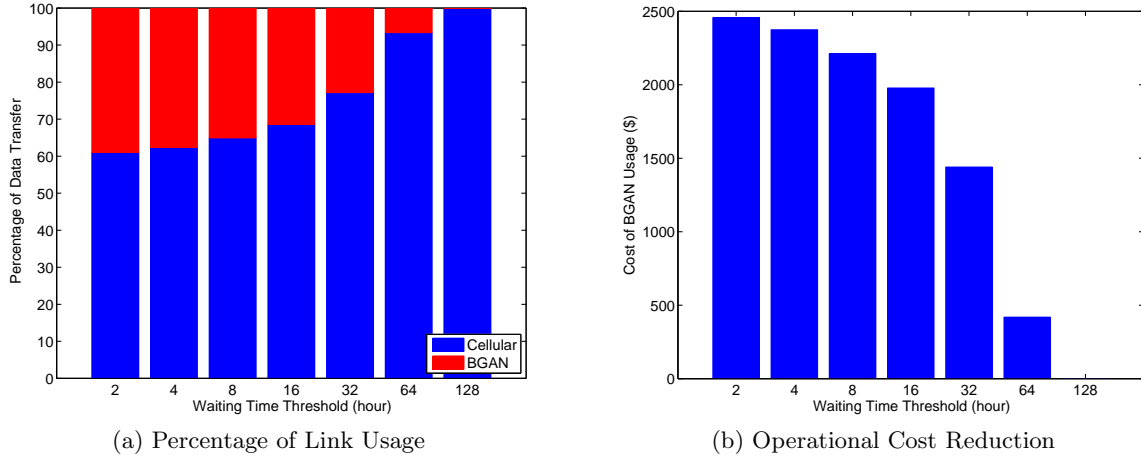 100
90
80
70
60
50
40
30
20
10
0
Percentage of Data Transfer
Cellular
BGAN
2 4 8 16 32 64 128
Waiting Time Threshold (hour)
(a) Percentage of Link Usage
2500
2000
1500
1000
500
0
Cost of BGAN Usage ($)
2 4 8 16 32 64 128
Waiting Time Threshold (hour)
(b) Operational Cost Reduction